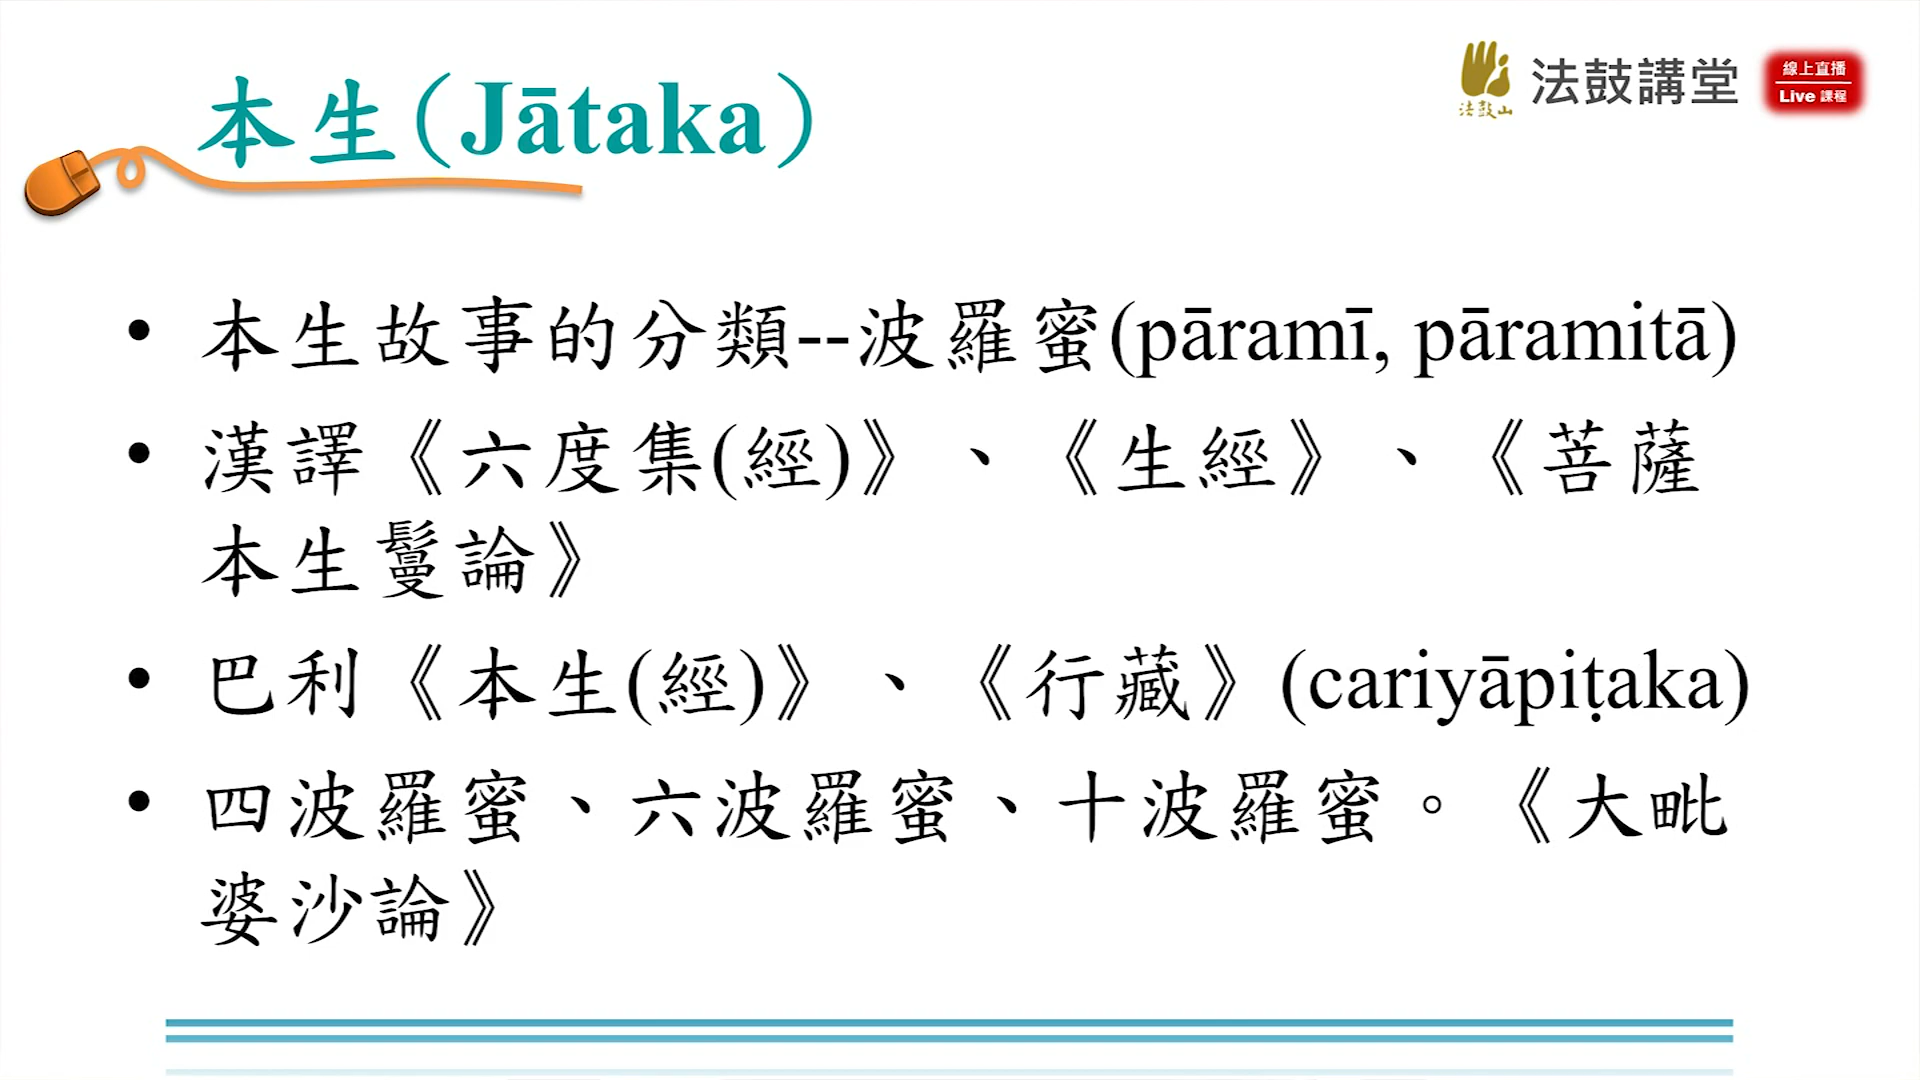 本生（Jātaka）
法鼓山
法鼓講堂
線上直播
Live 課程
• 本生故事的分類--波羅蜜(pāramī, pāramitā)
• 漢譯《六度集(經)》、《生經》、《菩薩
本生鬘論》
• 巴利《本生(經)》、《行藏》(cariyāpiṭaka)
• 四波羅蜜、六波羅蜜、十波羅蜜。《大毗
婆沙論》